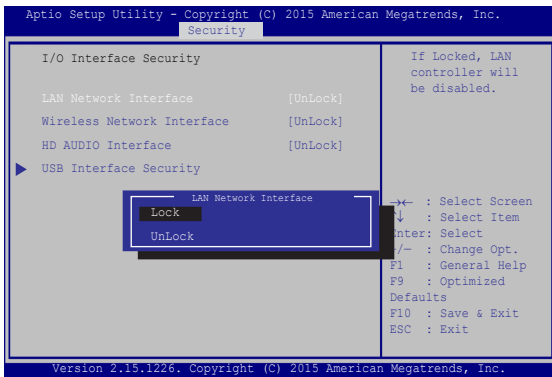 Aptio Setup Utility - Copyright (C) 2015 American Megatrends, Inc.
Security
I/O Interface Security
LAN Network Interface [UnLock]
Wireless Network Interface [UnLock]
HD AUDIO Interface [UnLock]
USB Interface Security
If Locked, LAN
controller will
be disabled.
LAN Network Interface
Lock
UnLock
→← : Select Screen
↓ : Select Item
nter: Select
/— : Change Opt.
F1 : General Help
F9 : Optimized
Defaults
F10 : Save & Exit
ESC : Exit
Version 2.15.1226. Copyright (C) 2015 American Megatrends, Inc.